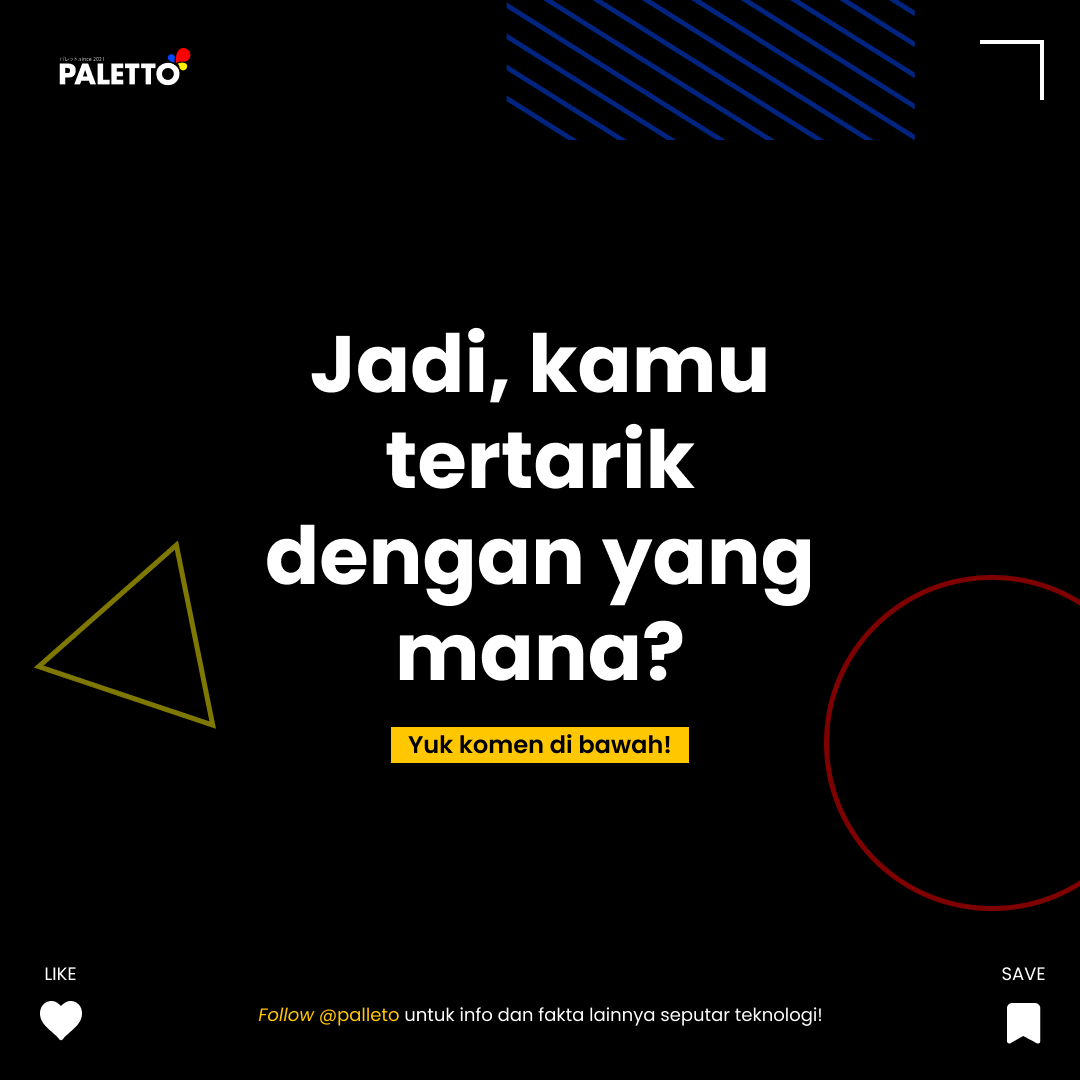 パレット since 2021
PALETTO
Jadi, kamu
tertarik
dengan yang
mana?
Yuk komen di bawah!
LIKE
SAVE
Follow @palleto untuk info dan fakta lainnya seputar teknologi!